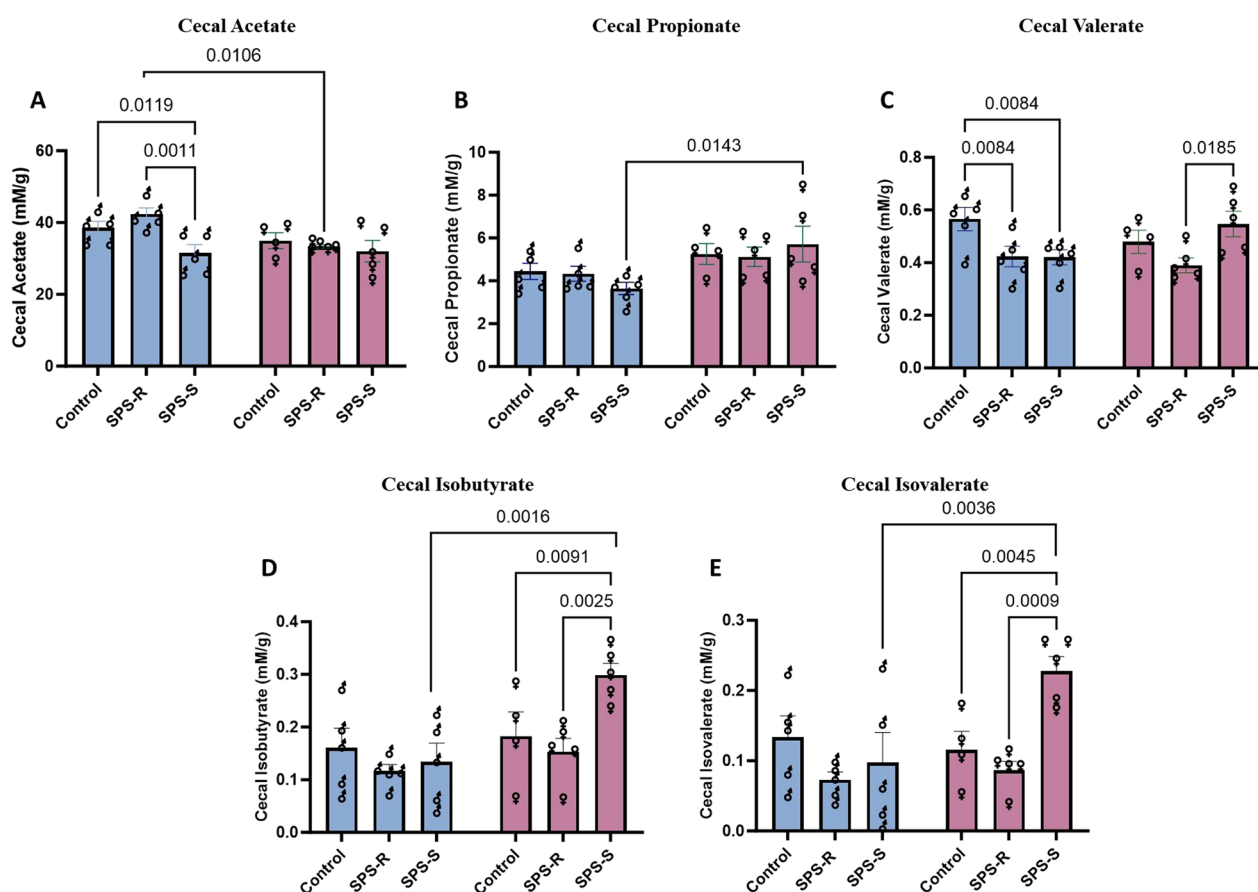 Cecal Acetate
Cecal Propionate
Cecal Valerate
A
0.0106
0.0119
0.0011
Cecal Acetate (mM/g)
60
40
20
0
Control
SPS-R
SPS-S
Control
SPS-R
SPS-S
B
0.0143
Cecal Propionate (mM/g)
10
8
6
4
2
0
Control
SPS-R
SPS-S
Control
SPS-R
SPS-S
C
0.0084
0.0084
0.0185
Cecal Valerate (mM/g)
0.8
0.6
0.4
0.2
0.0
Control
SPS-R
SPS-S
Control
SPS-R
SPS-S
Cecal Isobutyrate
Cecal Isovalerate
D
0.0016
0.0091
0.0025
Cecal Isobutyrate (mM/g)
0.4
0.3
0.2
0.1
0.0
Control
SPS-R
SPS-S
Control
SPS-R
SPS-S
E
0.0036
0.0045
0.0009
Cecal Isovalerate (mM/g)
0.3
0.2
0.1
0.0
Control
SPS-R
SPS-S
Control
SPS-R
SPS-S